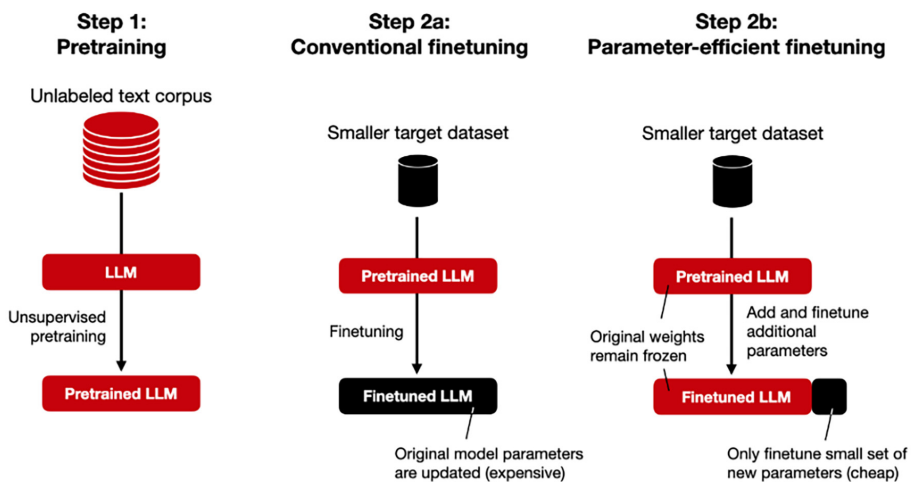 Step 1:
Pretraining
Unlabeled text corpus
LLM
Unsupervised
pretraining
Pretrained LLM
Step 2a:
Conventional finetuning
Smaller target dataset
Pretrained LLM
Finetuning
Finetuned LLM
Original model parameters
are updated (expensive)
Step 2b:
Parameter-efficient finetuning
Smaller target dataset
Pretrained LLM
Original weights
remain frozen
Add and finetune
additional
parameters
Finetuned LLM
Only finetune small set of
new parameters (cheap)